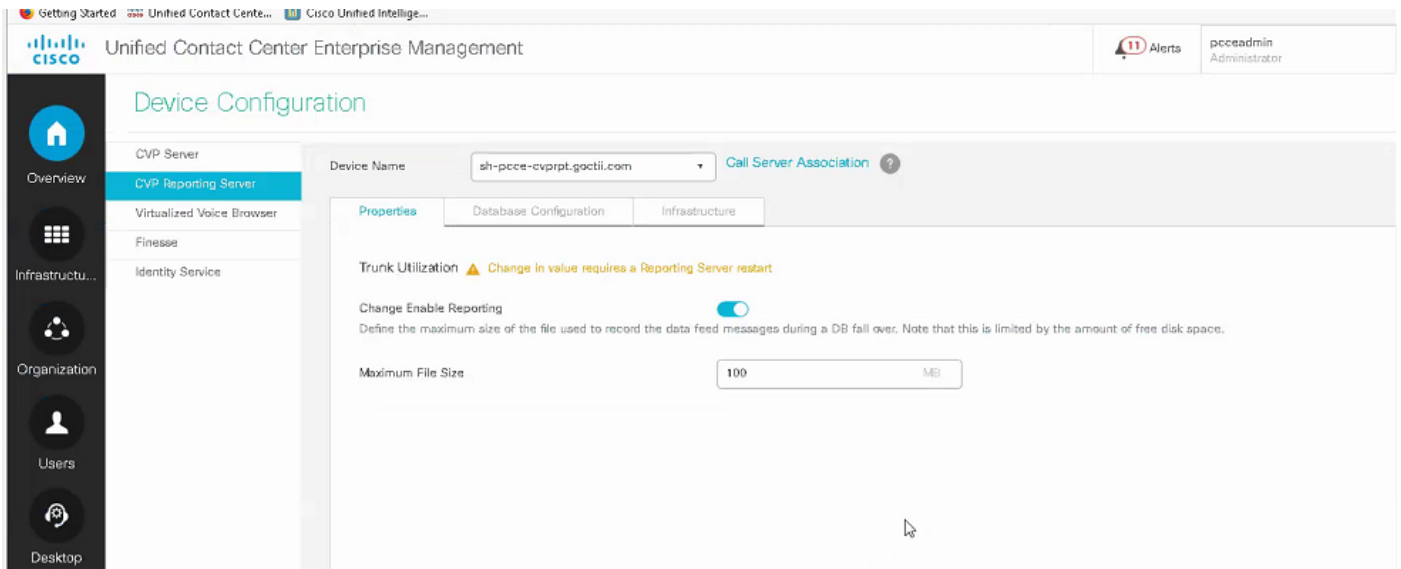 Getting Started Unified Contact Cente... Cisco Unified Intellige...
CISCO Unified Contact Center Enterprise Management
11 Alerts
pcceadmin
Administrator
Device Configuration
Overview
Infrastructu...
Organization
Users
Desktop
CVP Server
CVP Reporting Server
Virtualized Voice Browser
Finesse
Identity Service
Device Name sh-pcce-cvprpt.goctii.com Call Server Association ?
Properties Database Configuration Infrastructure
Trunk Utilization Change in value requires a Reporting Server restart
Change Enable Reporting
Define the maximum size of the file used to record the data feed messages during a DB fall over. Note that this is limited by the amount of free disk space.
Maximum File Size 100 MB